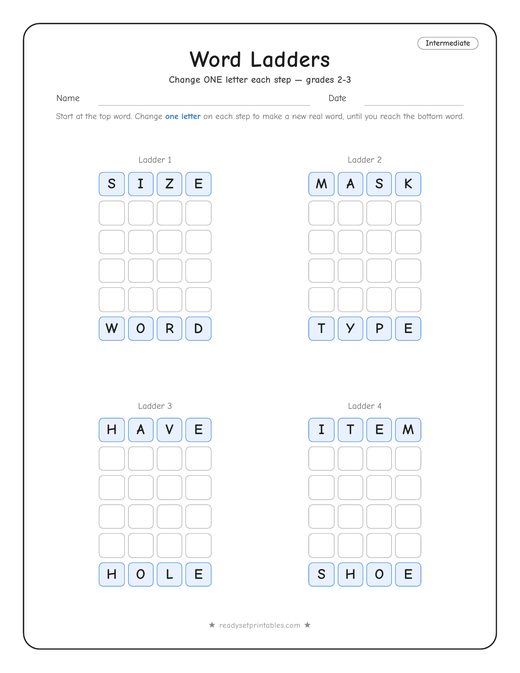 Intermediate
Word Ladders
Change ONE letter each step — grades 2-3
Name Date
Start at the top word. Change one letter on each step to make a new real word, until you reach the bottom word.
Ladder 1
S I Z E
W O R D
Ladder 2
M A S K
T Y P E
Ladder 3
H A V E
H O L E
Ladder 4
I T E M
S H O E
★ readysetprintables.com ★